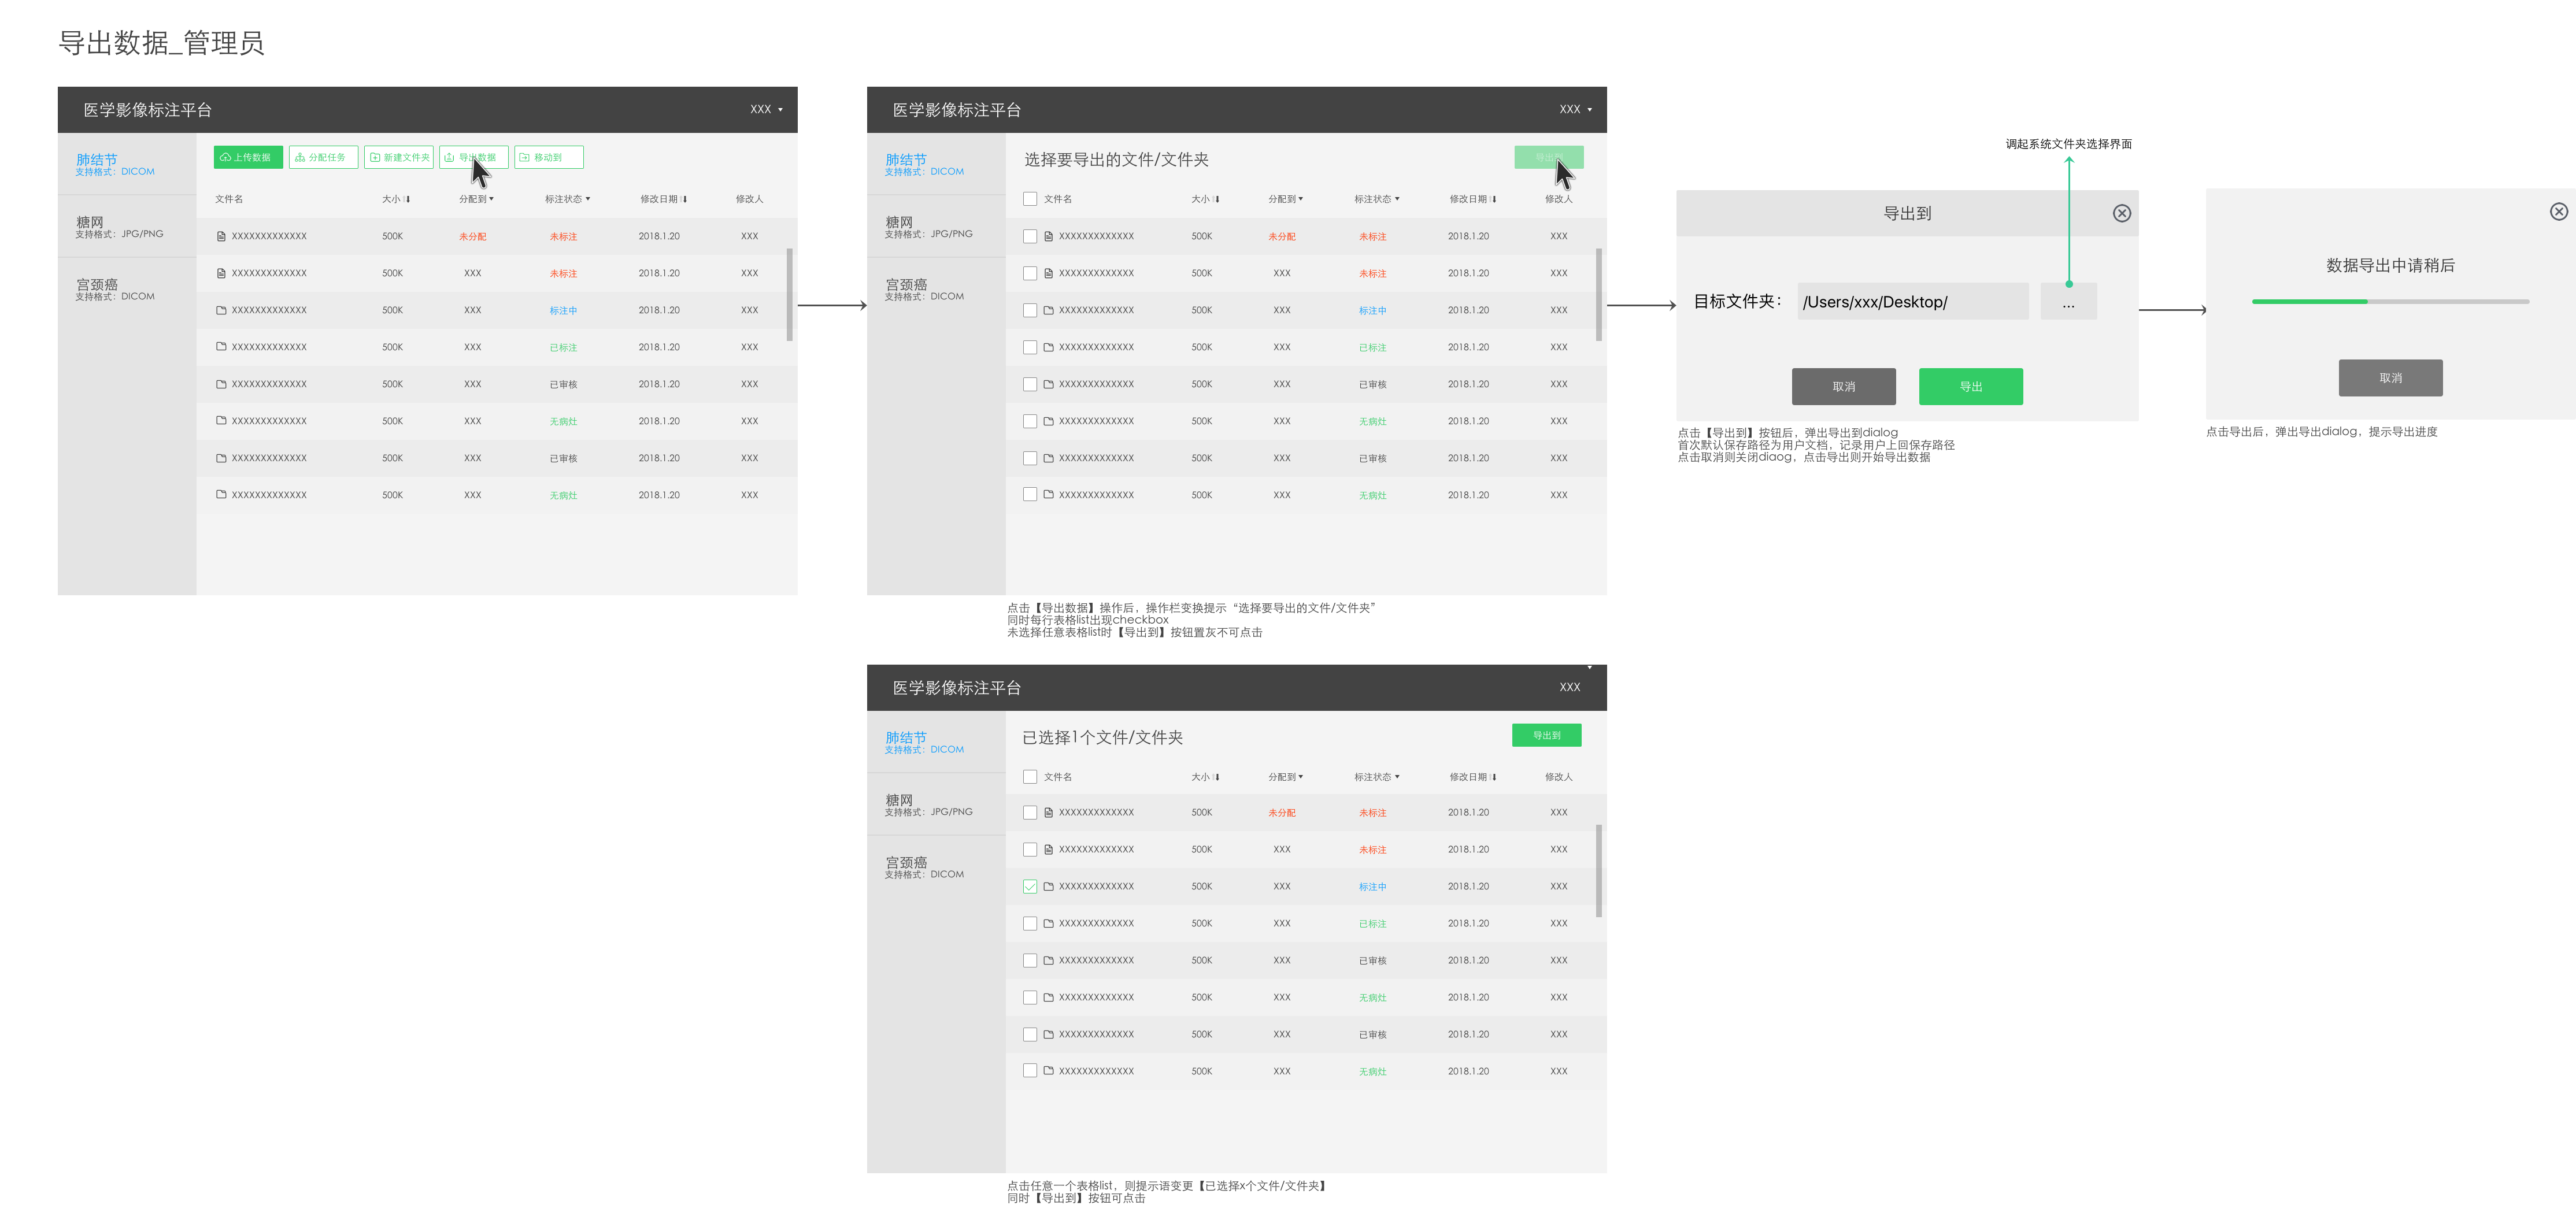 导出数据_管理员
医学影像标注平台 XXX
肺结节
支持格式：DICOM
糖网
支持格式：JPG/PNG
宫颈癌
支持格式：DICOM
上传数据 分配任务 新建文件夹 导出数据 移动到
文件名 大小 分配到 标注状态 修改日期 修改人
XXXXXXXXXXXXX 500K 未分配 未标注 2018.1.20 XXX
XXXXXXXXXXXXX 500K XXX 未标注 2018.1.20 XXX
XXXXXXXXXXXXX 500K XXX 标注中 2018.1.20 XXX
XXXXXXXXXXXXX 500K XXX 已标注 2018.1.20 XXX
XXXXXXXXXXXXX 500K XXX 已审核 2018.1.20 XXX
XXXXXXXXXXXXX 500K XXX 无病灶 2018.1.20 XXX
XXXXXXXXXXXXX 500K XXX 已审核 2018.1.20 XXX
XXXXXXXXXXXXX 500K XXX 无病灶 2018.1.20 XXX
医学影像标注平台 XXX
肺结节
支持格式：DICOM
糖网
支持格式：JPG/PNG
宫颈癌
支持格式：DICOM
选择要导出的文件/文件夹 导出到
文件名 大小 分配到 标注状态 修改日期 修改人
XXXXXXXXXXXXX 500K 未分配 未标注 2018.1.20 XXX
XXXXXXXXXXXXX 500K XXX 未标注 2018.1.20 XXX
XXXXXXXXXXXXX 500K XXX 标注中 2018.1.20 XXX
XXXXXXXXXXXXX 500K XXX 已标注 2018.1.20 XXX
XXXXXXXXXXXXX 500K XXX 已审核 2018.1.20 XXX
XXXXXXXXXXXXX 500K XXX 无病灶 2018.1.20 XXX
XXXXXXXXXXXXX 500K XXX 已审核 2018.1.20 XXX
XXXXXXXXXXXXX 500K XXX 无病灶 2018.1.20 XXX
点击【导出数据】操作后，操作栏变换提示“选择要导出的文件/文件夹”
同时每行表格list出现checkbox
未选择任意表格list时【导出到】按钮置灰不可点击
调起系统文件夹选择界面
导出到
目标文件夹： /Users/xxx/Desktop/ ...
取消 导出
点击【导出到】按钮后，弹出导出到dialog
首次默认保存路径为用户文档，记录用户上回保存路径
点击取消则关闭diaog，点击导出则开始导出数据
数据导出中请稍后
取消
点击导出后，弹出导出dialog，提示导出进度
医学影像标注平台 XXX
肺结节
支持格式：DICOM
糖网
支持格式：JPG/PNG
宫颈癌
支持格式：DICOM
已选择1个文件/文件夹 导出到
文件名 大小 分配到 标注状态 修改日期 修改人
XXXXXXXXXXXXX 500K 未分配 未标注 2018.1.20 XXX
XXXXXXXXXXXXX 500K XXX 未标注 2018.1.20 XXX
XXXXXXXXXXXXX 500K XXX 标注中 2018.1.20 XXX
XXXXXXXXXXXXX 500K XXX 已标注 2018.1.20 XXX
XXXXXXXXXXXXX 500K XXX 已审核 2018.1.20 XXX
XXXXXXXXXXXXX 500K XXX 无病灶 2018.1.20 XXX
XXXXXXXXXXXXX 500K XXX 已审核 2018.1.20 XXX
XXXXXXXXXXXXX 500K XXX 无病灶 2018.1.20 XXX
点击任意一个表格list，则提示语变更【已选择x个文件/文件夹】
同时【导出到】按钮可点击